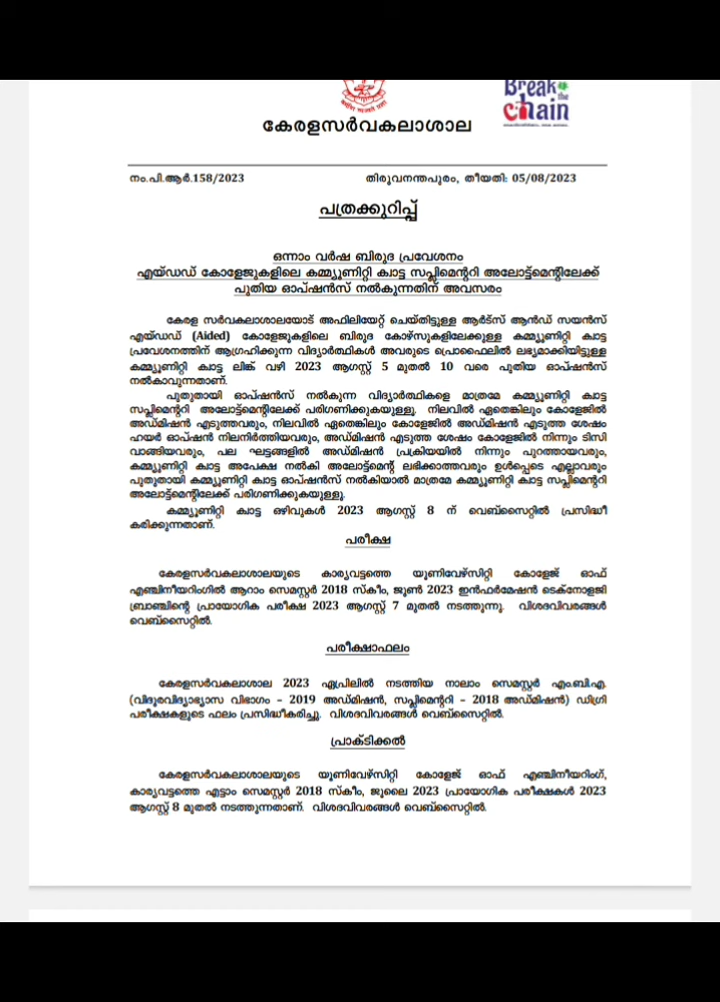 Break
the
chain
കേരളസർവകലാശാല
നം.പി.ആർ.158/2023 തിരുവനന്തപുരം, തീയതി: 05/08/2023
പത്രക്കുറിപ്പ്
ഒന്നാം വർഷ ബിരുദ പ്രവേശനം
എയ്ഡഡ് കോളേജുകളിലെ കമ്മ്യൂണിറ്റി ക്വാട്ട സപ്ലിമെന്ററി അലോട്ട്മെന്റിലേക്ക്
പുതിയ ഓപ്ഷൻസ് നൽകുന്നതിന് അവസരം
കേരള സർവകലാശാലയോട് അഫിലിയേറ്റ് ചെയ്തിട്ടുള്ള ആർട്സ് ആൻഡ് സയൻസ്
എയ്ഡഡ് (Aided) കോളേജുകളിലെ ബിരുദ കോഴ്സുകളിലേക്കുള്ള കമ്മ്യൂണിറ്റി ക്വാട്ട
പ്രവേശനത്തിന് ആഗ്രഹിക്കുന്ന വിദ്യാർത്ഥികൾ അവരുടെ പ്രൊഫൈലിൽ ലഭ്യമാക്കിയിട്ടുള്ള
കമ്മ്യൂണിറ്റി ക്വാട്ട ലിങ്ക് വഴി 2023 ആഗസ്റ്റ് 5 മുതൽ 10 വരെ പുതിയ ഓപ്ഷൻസ്
നൽകാവുന്നതാണ്.
പുതുതായി ഓപ്ഷൻസ് നൽകുന്ന വിദ്യാർത്ഥികളെ മാത്രമേ കമ്മ്യൂണിറ്റി ക്വാട്ട
സപ്ലിമെന്ററി അലോട്ട്മെന്റിലേക്ക് പരിഗണിക്കുകയുള്ളൂ. നിലവിൽ ഏതെങ്കിലും കോളേജിൽ
അഡ്മിഷൻ എടുത്തവരും, നിലവിൽ ഏതെങ്കിലും കോളേജിൽ അഡ്മിഷൻ എടുത്ത ശേഷം
ഹയർ ഓപ്ഷൻ നിലനിർത്തിയവരും, അഡ്മിഷൻ എടുത്ത ശേഷം കോളേജിൽ നിന്നും ടിസി
വാങ്ങിയവരും, പല ഘട്ടങ്ങളിൽ അഡ്മിഷൻ പ്രക്രിയയിൽ നിന്നും പുറത്തായവരും,
കമ്മ്യൂണിറ്റി ക്വാട്ട അപേക്ഷ നൽകി അലോട്മെന്റ് ലഭിക്കാത്തവരും ഉൾപ്പെടെ എല്ലാവരും
പുതുതായി കമ്മ്യൂണിറ്റി ക്വാട്ട ഓപ്ഷൻസ് നൽകിയാൽ മാത്രമേ കമ്മ്യൂണിറ്റി ക്വാട്ട സപ്ലിമെന്ററി
അലോട്മെന്റിലേക്ക് പരിഗണിക്കുകയുള്ളൂ.
കമ്മ്യൂണിറ്റി ക്വാട്ട ഒഴിവുകൾ 2023 ആഗസ്റ്റ് 8 ന് വെബ്സൈറ്റിൽ പ്രസിദ്ധീ
കരിക്കുന്നതാണ്.
പരീക്ഷ
കേരളസർവകലാശാലയുടെ കാര്യവട്ടത്തെ യൂണിവേഴ്സിറ്റി കോളേജ് ഓഫ്
എഞ്ചിനീയറിംഗിൽ ആറാം സെമസ്റ്റർ 2018 സ്കീം, ജൂൺ 2023 ഇൻഫർമേഷൻ ടെക്നോളജി
ബ്രാഞ്ചിന്റെ പ്രായോഗിക പരീക്ഷ 2023 ആഗസ്റ്റ് 7 മുതൽ നടത്തുന്നു. വിശദവിവരങ്ങൾ
വെബ്സൈറ്റിൽ.
പരീക്ഷാഫലം
കേരളസർവകലാശാല 2023 ഏപ്രിലിൽ നടത്തിയ നാലാം സെമസ്റ്റർ എം.ബി.എ.
(വിദൂരവിദ്യാഭ്യാസ വിഭാഗം – 2019 അഡ്മിഷൻ, സപ്ലിമെന്ററി – 2018 അഡ്മിഷൻ) ഡിഗ്രി
പരീക്ഷകളുടെ ഫലം പ്രസിദ്ധീകരിച്ചു. വിശദവിവരങ്ങൾ വെബ്സൈറ്റിൽ.
പ്രാക്ടിക്കൽ
കേരളസർവകലാശാലയുടെ യൂണിവേഴ്സിറ്റി കോളേജ് ഓഫ് എഞ്ചിനീയറിംഗ്,
കാര്യവട്ടത്തെ എട്ടാം സെമസ്റ്റർ 2018 സ്കീം, ജൂലൈ 2023 പ്രായോഗിക പരീക്ഷകൾ 2023
ആഗസ്റ്റ് 8 മുതൽ നടത്തുന്നതാണ്. വിശദവിവരങ്ങൾ വെബ്സൈറ്റിൽ.